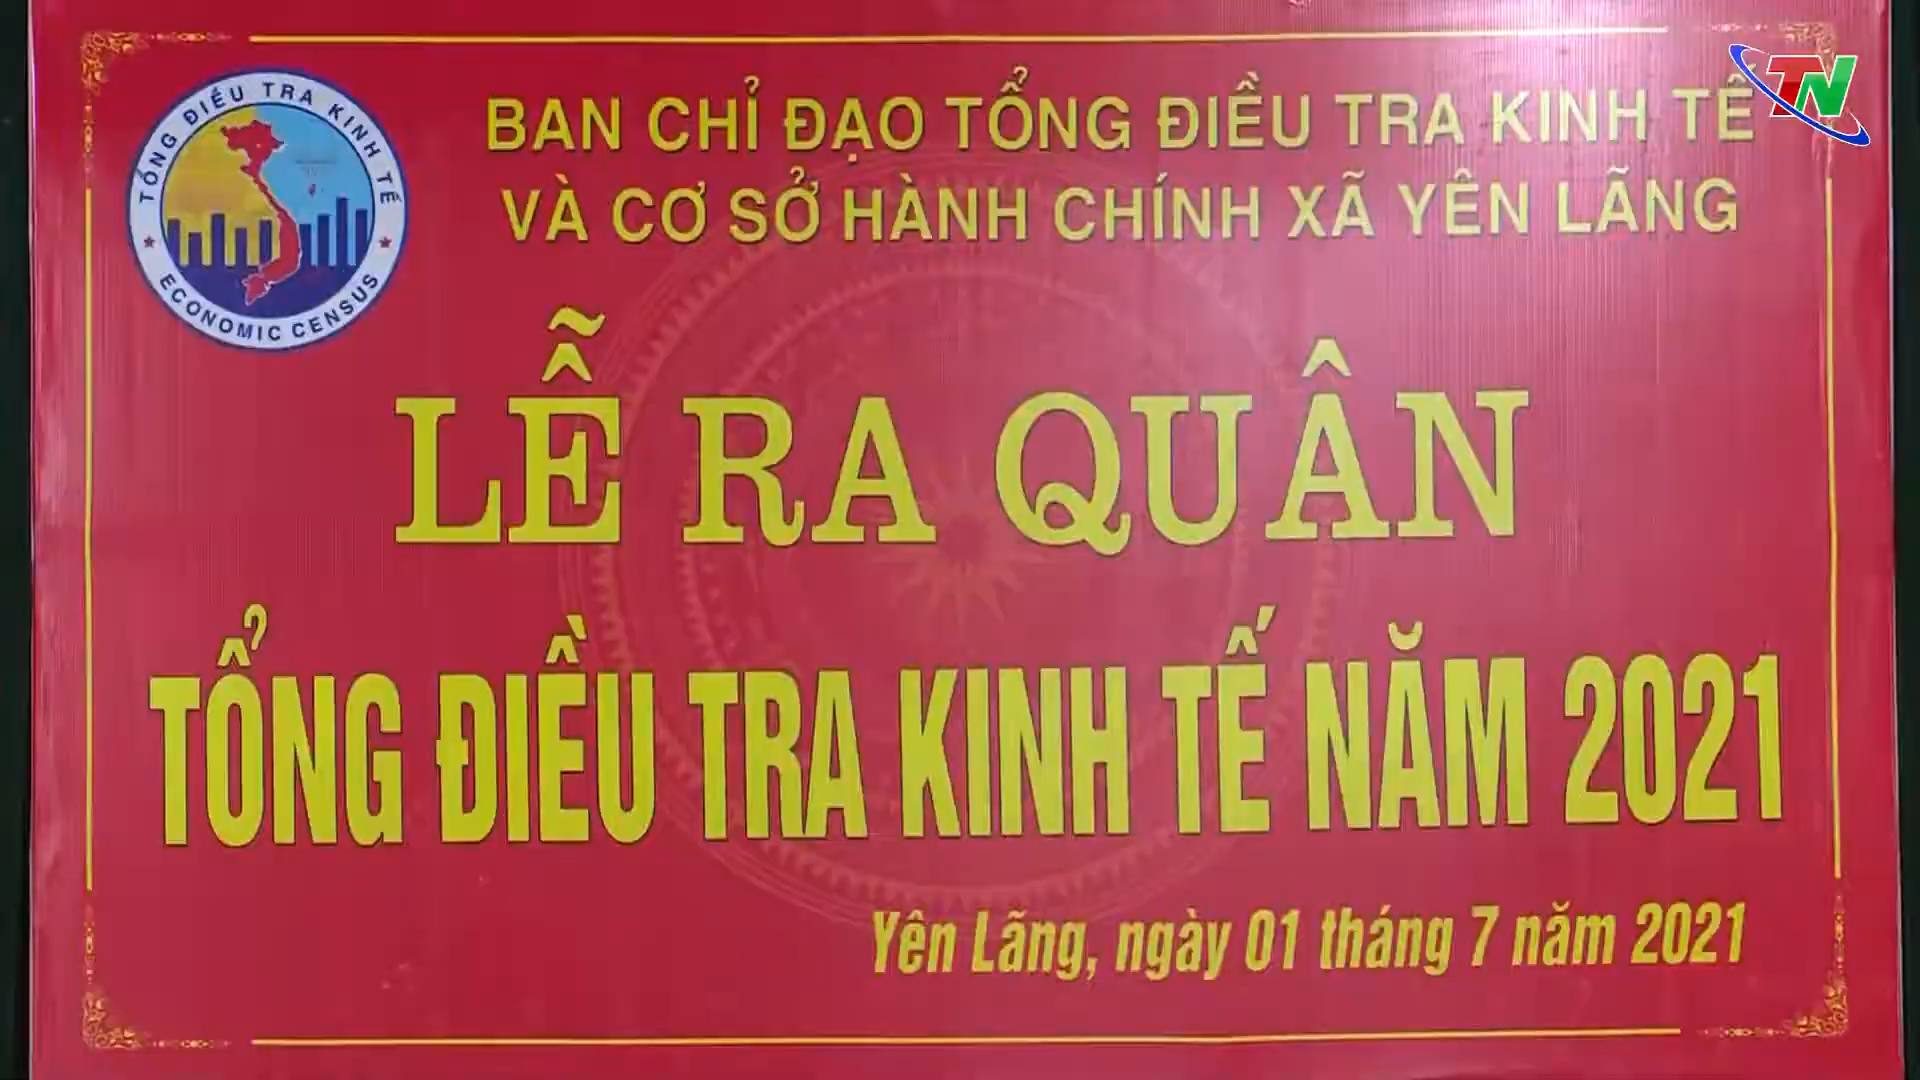 TN
TỔNG ĐIỀU TRA KINH TẾ
ECONOMIC CENSUS
BAN CHỈ ĐẠO TỔNG ĐIỀU TRA KINH TẾ
VÀ CƠ SỞ HÀNH CHÍNH XÃ YÊN LÃNG
LỄ RA QUÂN
TỔNG ĐIỀU TRA KINH TẾ NĂM 2021
Yên Lãng, ngày 01 tháng 7 năm 2021